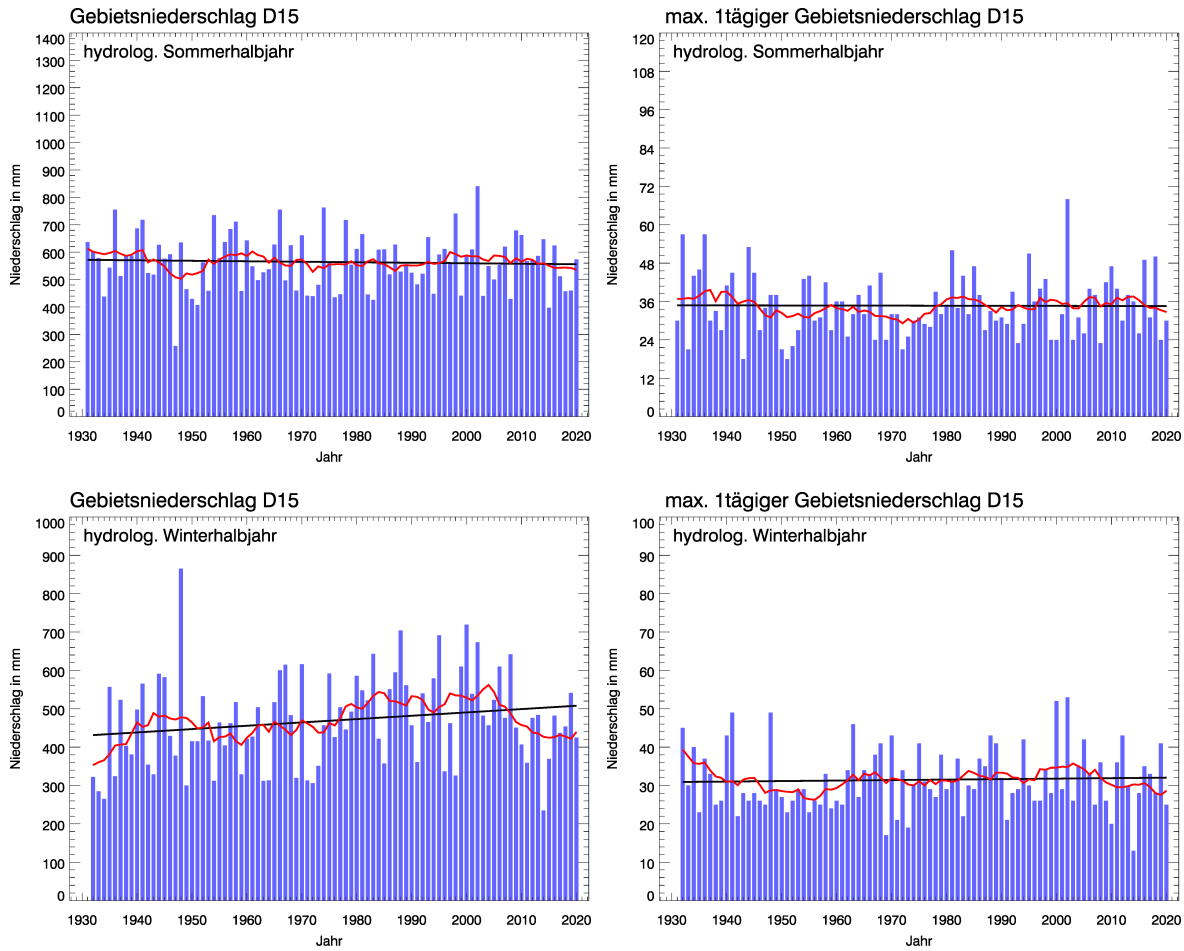 Gebietsniederschlag D15
hydrolog. Sommerhalbjahr
Niederschlag in mm
1400
1300
1200
1100
1000
900
800
700
600
500
400
300
200
100
0
1930 1940 1950 1960 1970 1980 1990 2000 2010 2020
Jahr
max. 1tägiger Gebietsniederschlag D15
hydrolog. Sommerhalbjahr
Niederschlag in mm
120
108
96
84
72
60
48
36
24
12
0
1930 1940 1950 1960 1970 1980 1990 2000 2010 2020
Jahr
Gebietsniederschlag D15
hydrolog. Winterhalbjahr
Niederschlag in mm
1000
900
800
700
600
500
400
300
200
100
0
1930 1940 1950 1960 1970 1980 1990 2000 2010 2020
Jahr
max. 1tägiger Gebietsniederschlag D15
hydrolog. Winterhalbjahr
Niederschlag in mm
100
90
80
70
60
50
40
30
20
10
0
1930 1940 1950 1960 1970 1980 1990 2000 2010 2020
Jahr